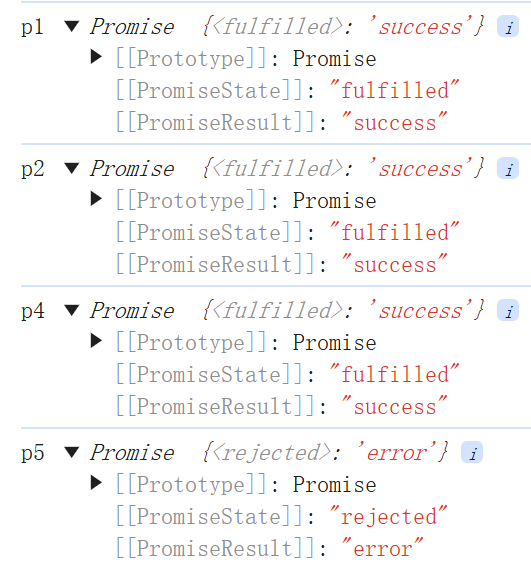 p1 ▼ Promise {<fulfilled>: 'success'} i
▶ [[Prototype]]: Promise
[[PromiseState]]: "fulfilled"
[[PromiseResult]]: "success"
p2 ▼ Promise {<fulfilled>: 'success'} i
▶ [[Prototype]]: Promise
[[PromiseState]]: "fulfilled"
[[PromiseResult]]: "success"
p4 ▼ Promise {<fulfilled>: 'success'} i
▶ [[Prototype]]: Promise
[[PromiseState]]: "fulfilled"
[[PromiseResult]]: "success"
p5 ▼ Promise {<rejected>: 'error'} i
▶ [[Prototype]]: Promise
[[PromiseState]]: "rejected"
[[PromiseResult]]: "error"